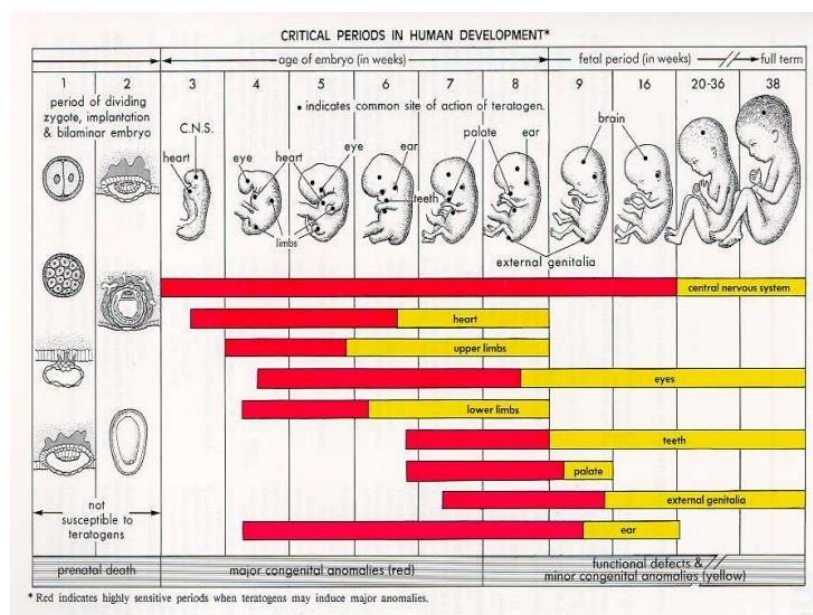 CRITICAL PERIODS IN HUMAN DEVELOPMENT*
age of embryo (in weeks)
fetal period (in weeks)
full term
1
2
3
4
5
6
7
8
9
16
20-36
38
period of dividing
zygote, implantation
& bilaminar embryo
• indicates common site of action of teratogen.
C.N.S.
heart
eye
heart
eye
ear
palate
ear
brain
teeth
limbs
external genitalia
central nervous system
heart
upper limbs
eyes
lower limbs
teeth
palate
external genitalia
ear
not
susceptible to
teratogens
prenatal death
major congenital anomalies (red)
functional defects &
minor congenital anomalies (yellow)
* Red indicates highly sensitive periods when teratogens may induce major anomalies.